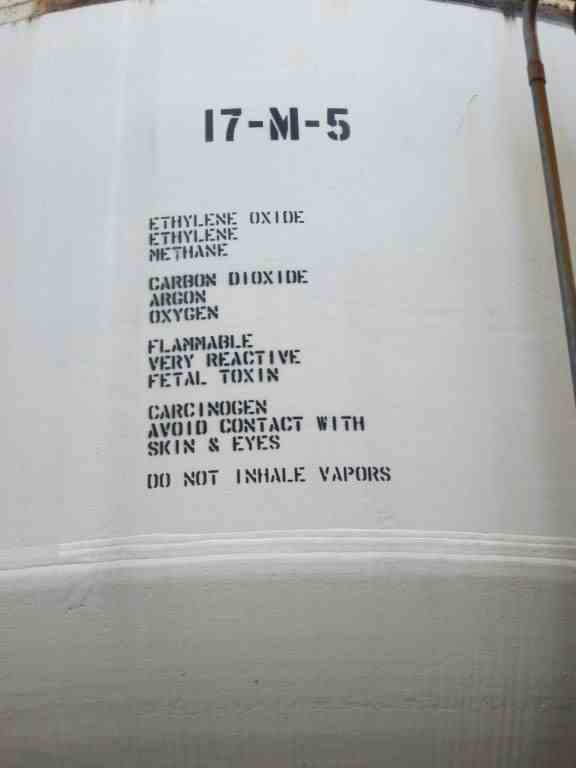 17-M-5
ETHYLENE OXIDE
ETHYLENE
METHANE
CARBON DIOXIDE
ARGON
OXYGEN
FLAMMABLE
VERY REACTIVE
FETAL TOXIN
CARCINOGEN
AVOID CONTACT WITH
SKIN & EYES
DO NOT INHALE VAPORS